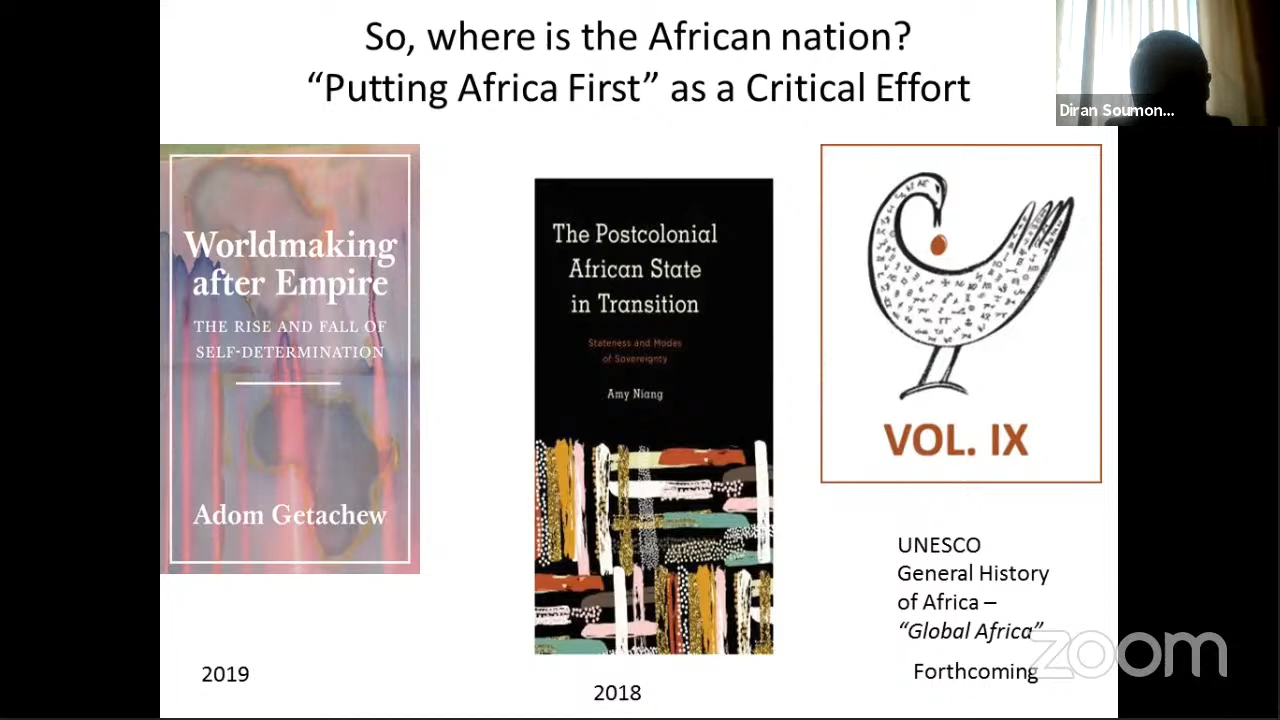 So, where is the African nation?
“Putting Africa First” as a Critical Effort
Diran Soumon...
Worldmaking
after Empire
THE RISE AND FALL OF
SELF-DETERMINATION
Adom Getachew
2019
The Postcolonial
African State
in Transition
Stateness and Modes
of Sovereignty
Amy Niang
2018
VOL. IX
UNESCO
General History
of Africa –
“Global Africa”
Forthcoming
zoom